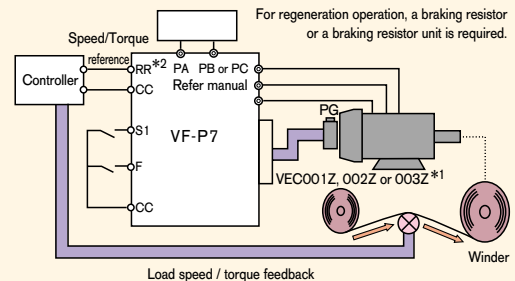 For regeneration operation, a braking resistor
or a braking resistor unit is required.
Speed/Torque
reference
Controller
RR*2
PA
PB or PC
Refer manual
CC
PG
S1
VF-P7
F
VEC001Z, 002Z or 003Z*1
CC
Winder
Load speed / torque feedback